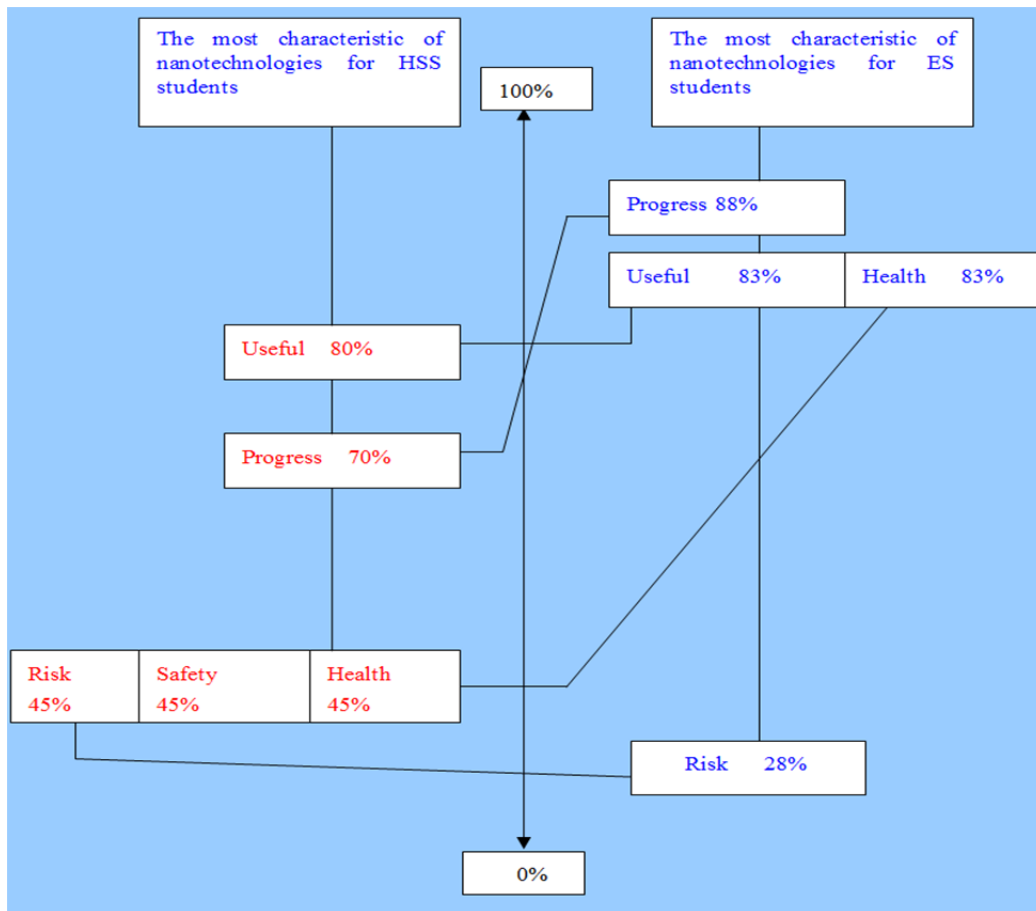 The most characteristic of
nanotechnologies for HSS
students
100%
The most characteristic of
nanotechnologies for ES
students
Progress 88%
Useful 83%
Health 83%
Useful 80%
Progress 70%
Risk
45%
Safety
45%
Health
45%
Risk 28%
0%